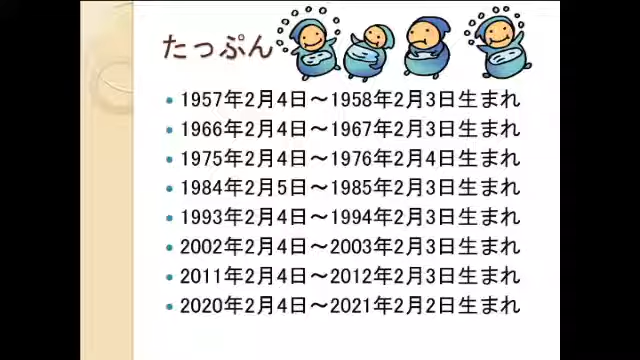 たっぷん
• 1957年2月4日～1958年2月3日生まれ
• 1966年2月4日～1967年2月3日生まれ
• 1975年2月4日～1976年2月4日生まれ
• 1984年2月5日～1985年2月3日生まれ
• 1993年2月4日～1994年2月3日生まれ
• 2002年2月4日～2003年2月3日生まれ
• 2011年2月4日～2012年2月3日生まれ
• 2020年2月4日～2021年2月2日生まれ